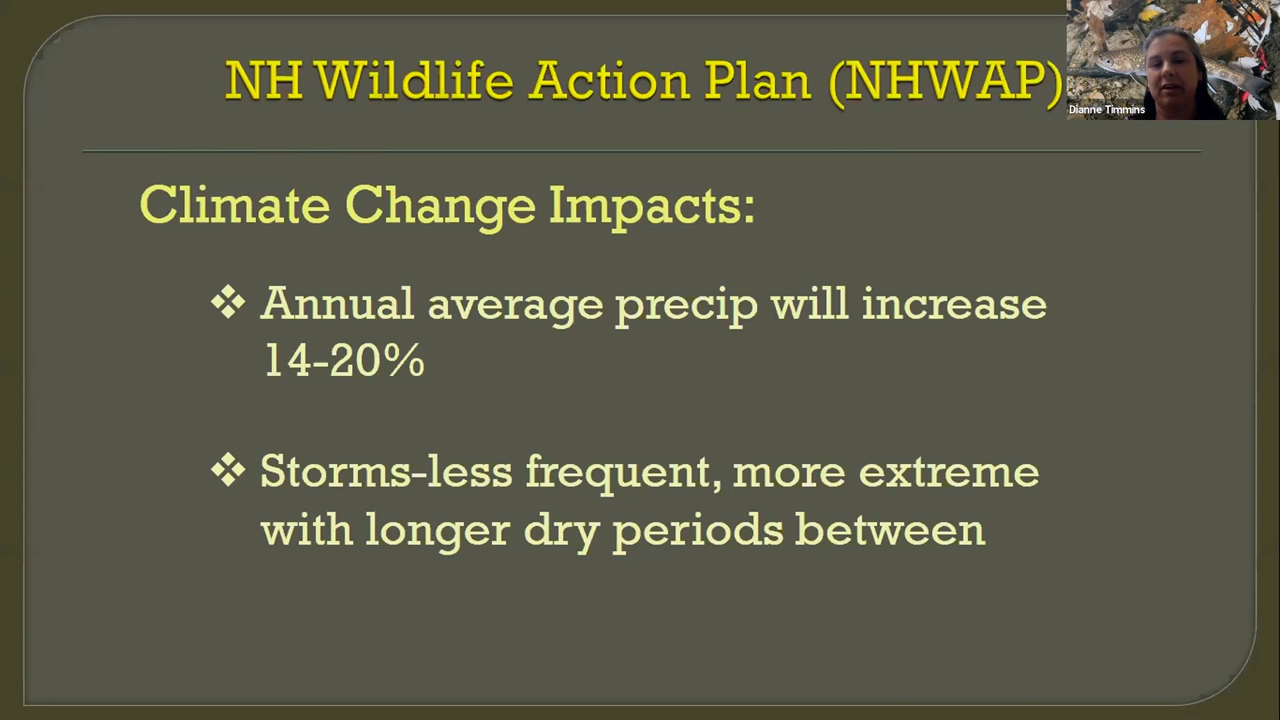 NH Wildlife Action Plan (NHWAP)
Dianne Timmins
Climate Change Impacts:
❖ Annual average precip will increase
14-20%
❖ Storms-less frequent, more extreme
with longer dry periods between